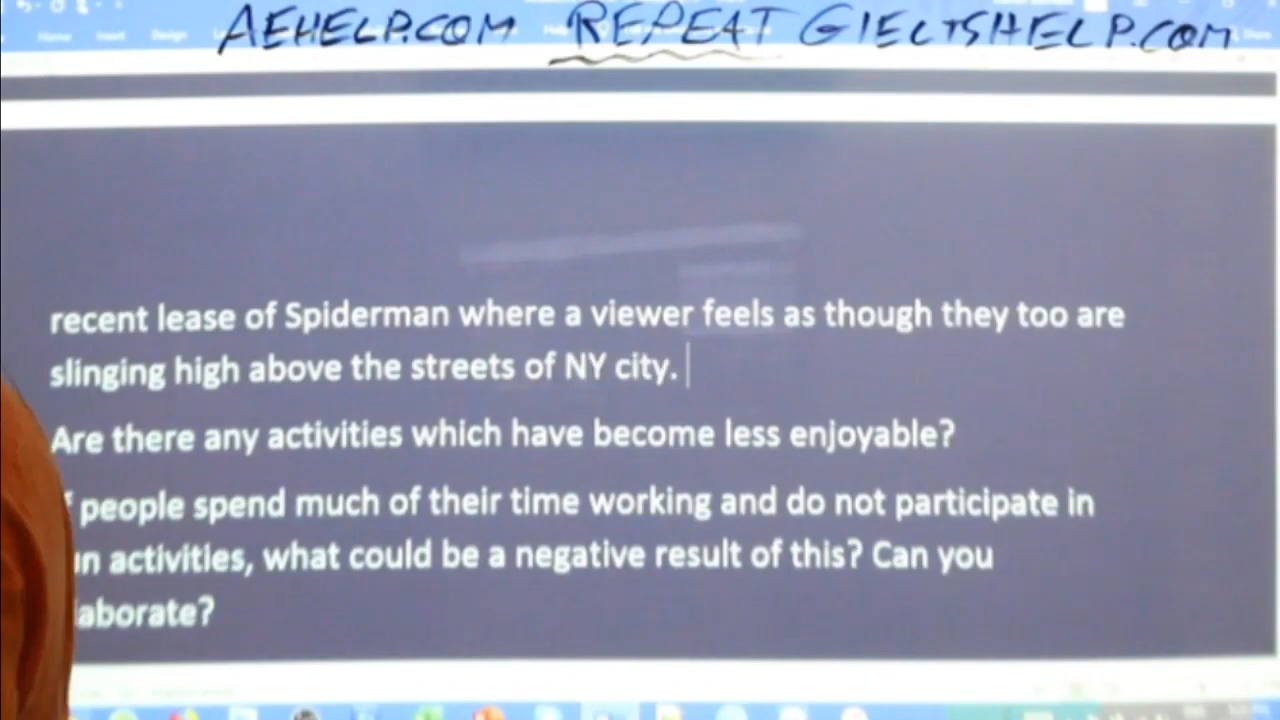 AEHELP.COM REPEAT GIELTSHELP.COM
Home Insert Design
recent lease of Spiderman where a viewer feels as though they too are
slinging high above the streets of NY city.
Are there any activities which have become less enjoyable?
people spend much of their time working and do not participate in
activities, what could be a negative result of this? Can you
aborate?